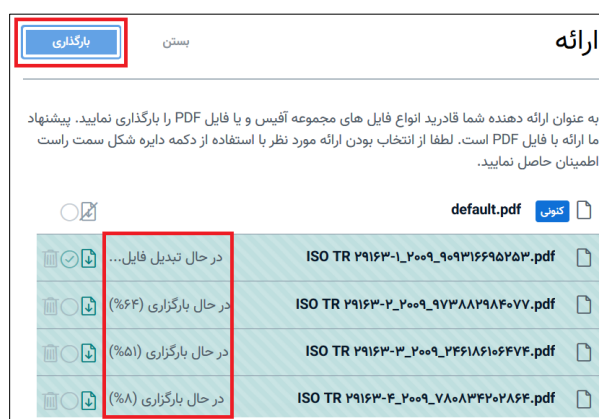 ارائه
بستن
بارگذاری
به عنوان ارائه دهنده شما قادرید انواع فایل های مجموعه آفیس و یا فایل PDF را بارگذاری نمایید. پیشنهاد
ما ارائه با فایل PDF است. لطفا از انتخاب بودن ارائه مورد نظر با استفاده از دکمه دایره شکل سمت راست
اطمینان حاصل نمایید.
کنونی default.pdf
ISO TR ۲۹۱۶۳-۱_۲۰۰۹_۹۰۹۳۱۶۶۹۵۲۵۳.pdf در حال تبدیل فایل...
ISO TR ۲۹۱۶۳-۲_۲۰۰۹_۹۷۳۸۸۲۹۸۴۰۷۷.pdf در حال بارگزاری (۶۴%)
ISO TR ۲۹۱۶۳-۳_۲۰۰۹_۲۴۶۱۸۶۱۰۶۴۷۴.pdf در حال بارگزاری (۵۱%)
ISO TR ۲۹۱۶۳-۴_۲۰۰۹_۷۸۰۸۳۴۲۰۲۸۶۴.pdf در حال بارگزاری (۸%)